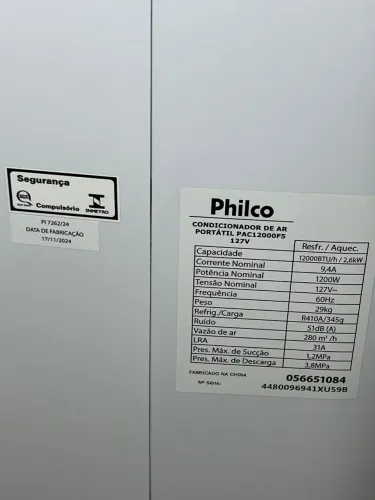 Segurança
Compulsório
INMETRO
PI 7262/24
DATA DE FABRICAÇÃO
17/11/2024
Philco
CONDICIONADOR DE AR
PORTÁTIL PAC12000F5
127V
Resfr. / Aquec.
Capacidade 12000BTU/h / 2,6kW
Corrente Nominal 9,4A
Potência Nominal 1200W
Tensão Nominal 127V~
Frequência 60Hz
Peso 29kg
Refrig./Carga R410A/345g
Ruído 51dB (A)
Vazão de ar 280 m³ /h
LRA 31A
Pres. Máx. de Sucção 1,2MPa
Pres. Máx. de Descarga 3,8MPa
FABRICADO NA CHINA 056651084
Nº Série: 4480096941XU59B